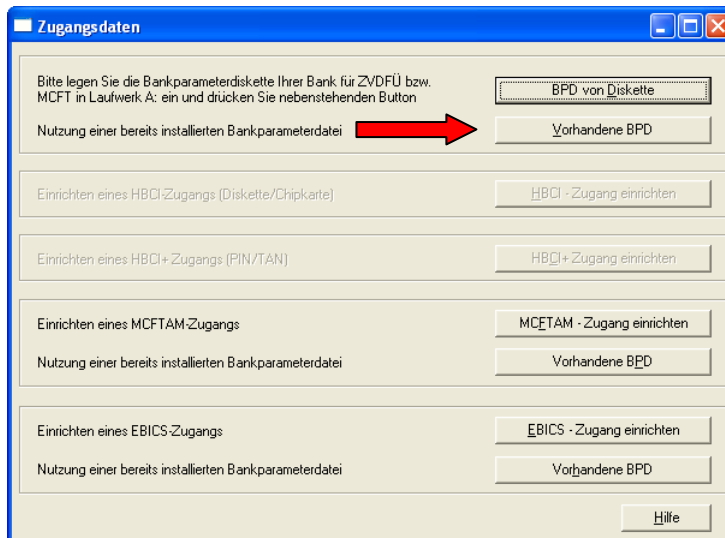 Zugangsdaten
Bitte legen Sie die Bankparameterdiskette Ihrer Bank für ZVDFÜ bzw.
MCFT in Laufwerk A: ein und drücken Sie nebenstehenden Button
BPD von Diskette
Nutzung einer bereits installierten Bankparameterdatei
Vorhandene BPD
Einrichten eines HBCI-Zugangs (Diskette/Chipkarte)
HBCI - Zugang einrichten
Einrichten eines HBCI+ Zugangs (PIN/TAN)
HBCI+ Zugang einrichten
Einrichten eines MCFTAM-Zugangs
MCFTAM - Zugang einrichten
Nutzung einer bereits installierten Bankparameterdatei
Vorhandene BPD
Einrichten eines EBICS-Zugangs
EBICS - Zugang einrichten
Nutzung einer bereits installierten Bankparameterdatei
Vorhandene BPD
Hilfe